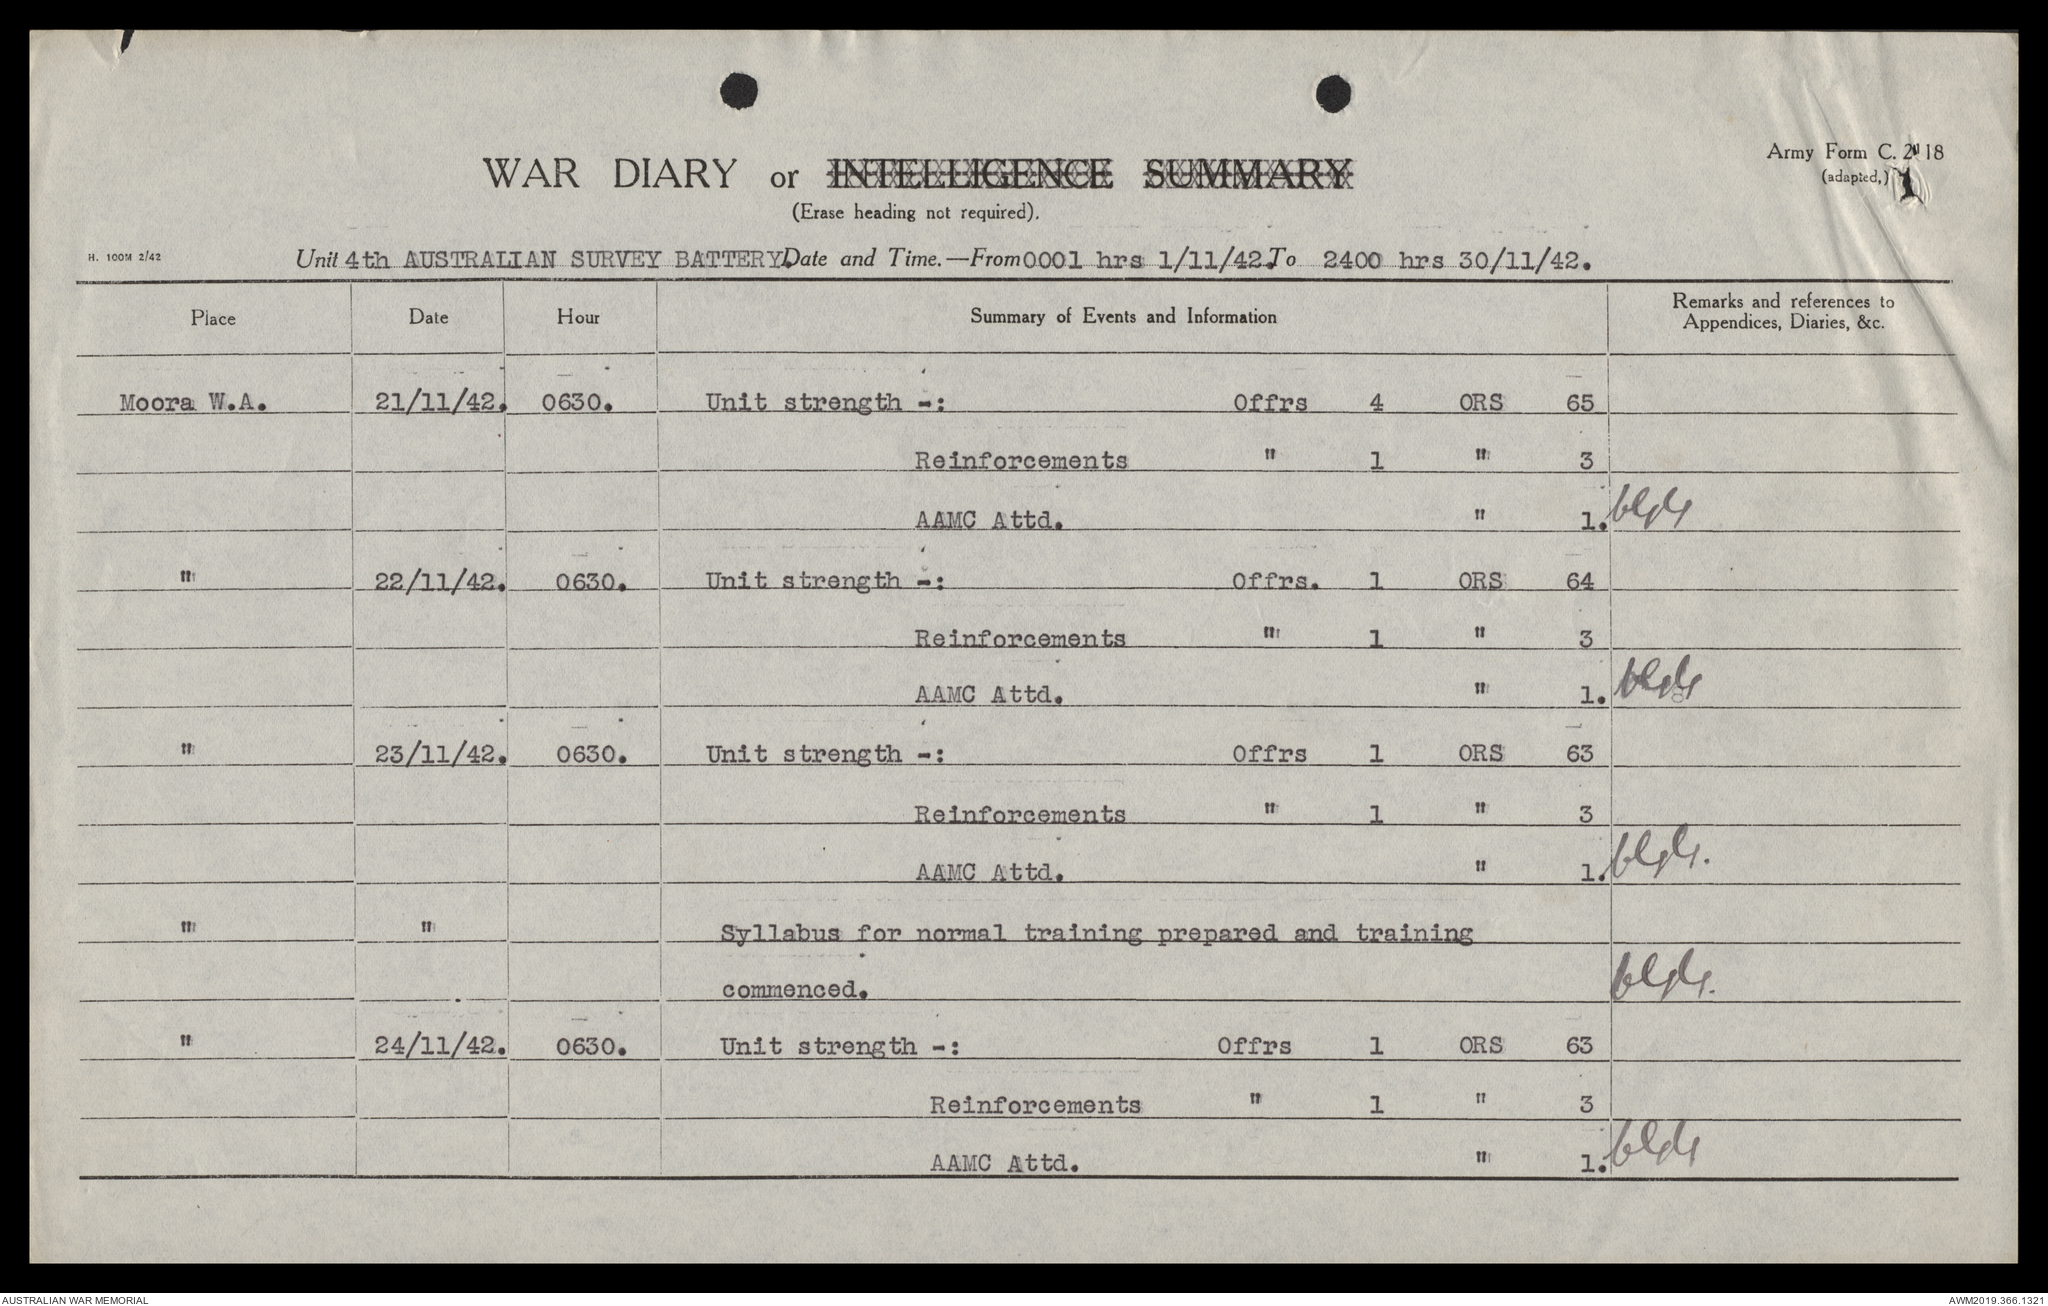 WAR DIARY or INTELLIGENCE SUMMARY
(Erase heading not required).
Army Form C. 2118
(adapted,)
H. 100M 2/42
Unit 4th AUSTRALIAN SURVEY BATTERY. Date and Time.—From 0001 hrs 1/11/42. To 2400 hrs 30/11/42.
Place Date Hour Summary of Events and Information Remarks and references to
Appendices, Diaries, &c.
Moora W.A. 21/11/42. 0630. Unit strength -: Offrs 4 ORS 65
Reinforcements " 1 " 3
AAMC Attd. " 1.
" 22/11/42. 0630. Unit strength -: Offrs. 1 ORS 64
Reinforcements " 1 " 3
AAMC Attd. " 1.
" 23/11/42. 0630. Unit strength -: Offrs 1 ORS 63
Reinforcements " 1 " 3
AAMC Attd. " 1.
" " Syllabus for normal training prepared and training
commenced.
" 24/11/42. 0630. Unit strength -: Offrs 1 ORS 63
Reinforcements " 1 " 3
AAMC Attd. " 1.
AUSTRALIAN WAR MEMORIAL AWM2019.366.1321